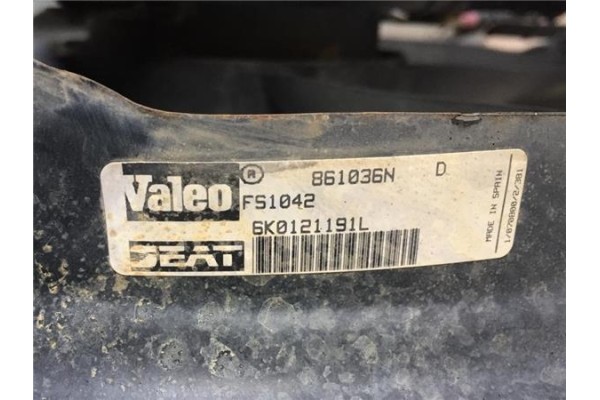 Valeo ® 861036N D
FS1042
6K0121191L
SEAT
MADE IN SPAIN